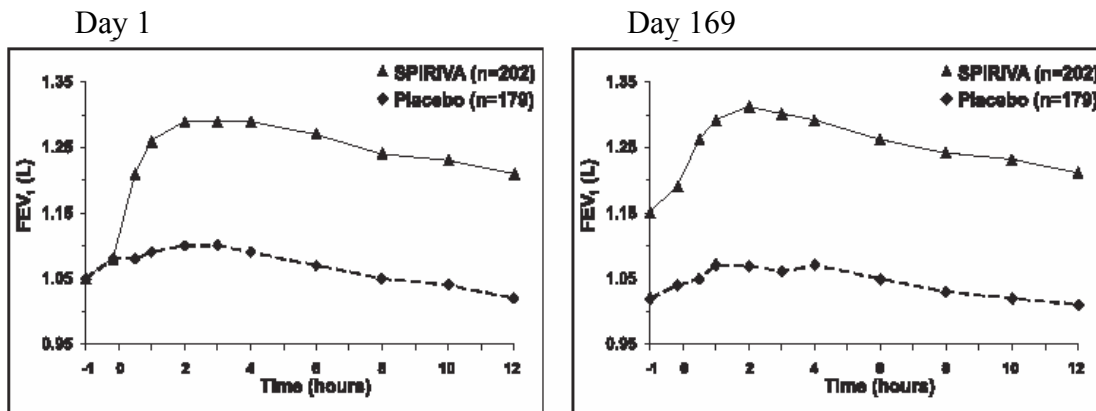 Day 1
Day 169
1.35
1.25
1.15
1.05
0.95
FEV₁ (L)
SPIRIVA (n=202)
Placebo (n=179)
-1 0 2 4 6 8 10 12
Time (hours)
1.35
1.25
1.15
1.05
0.95
FEV₁ (L)
SPIRIVA (n=202)
Placebo (n=179)
-1 0 2 4 6 8 10 12
Time (hours)